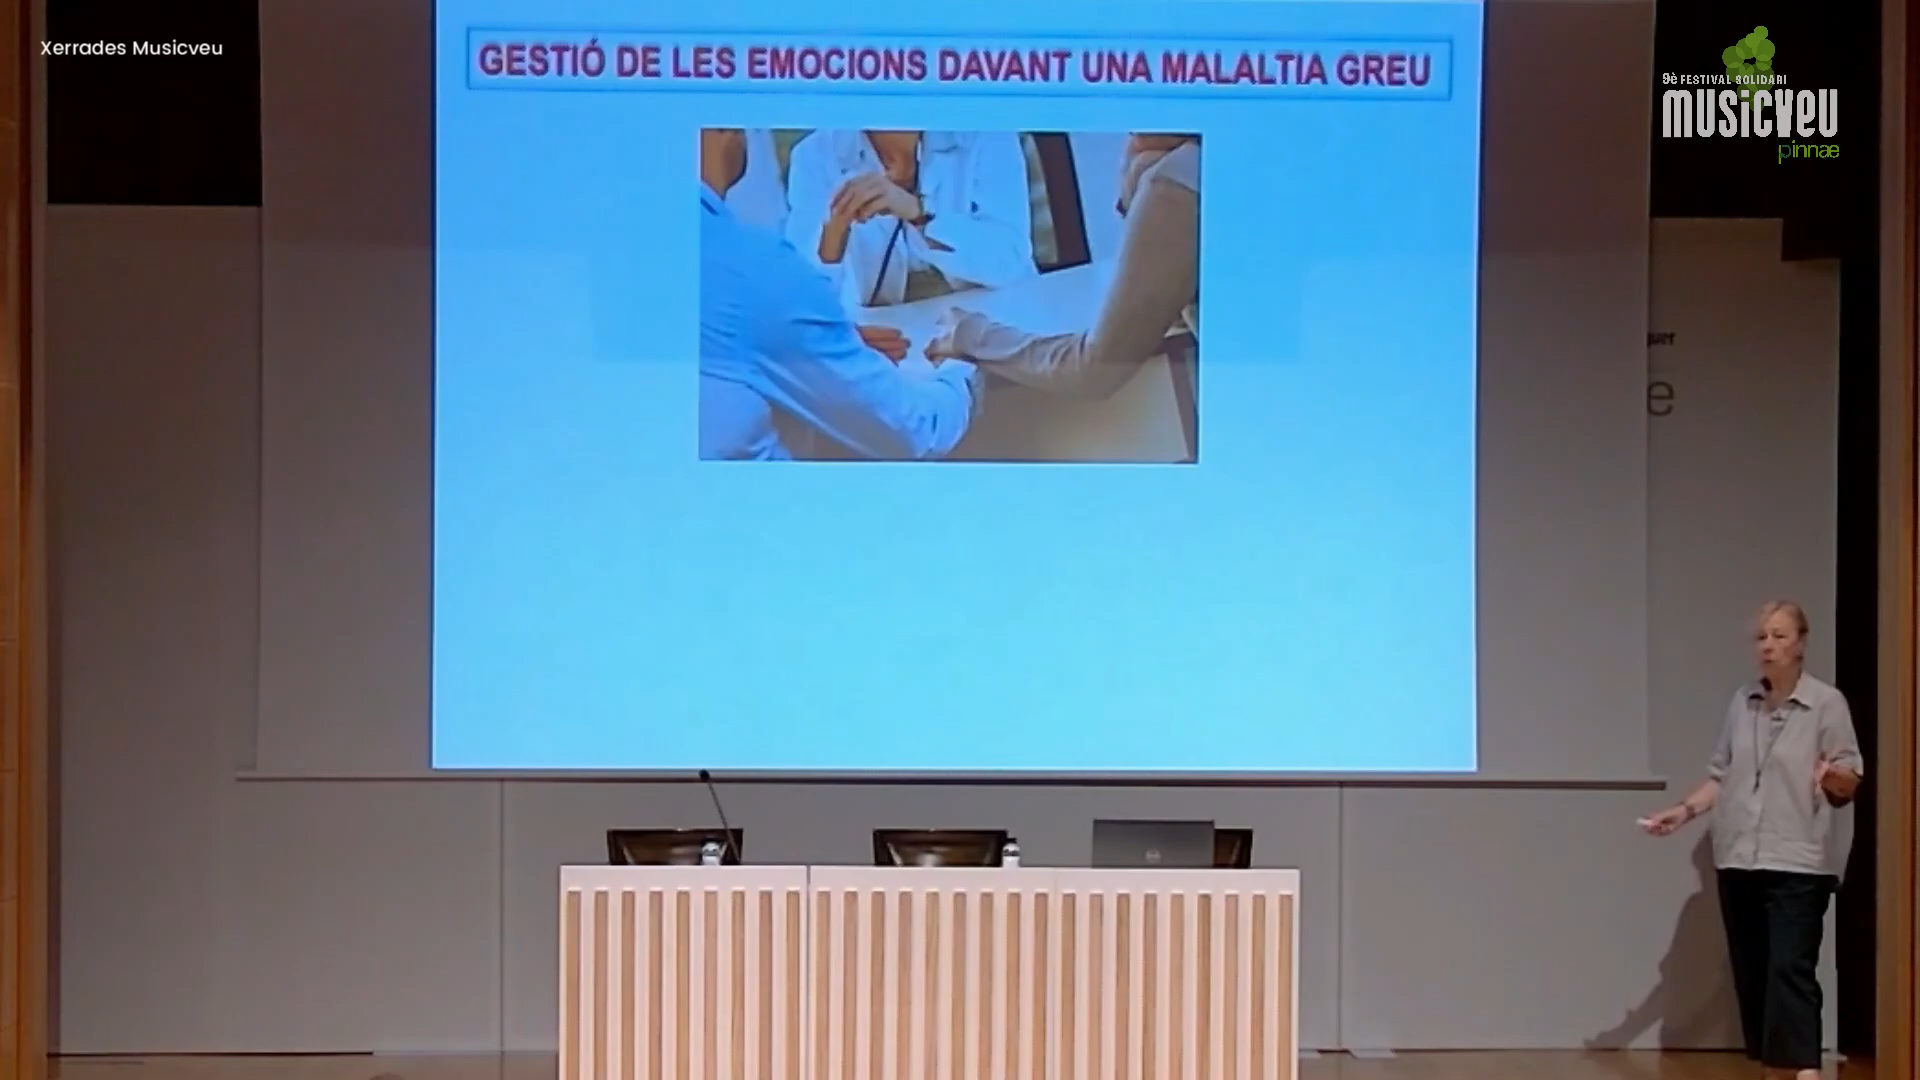 Xerrades Musicveu
GESTIÓ DE LES EMOCIONS DAVANT UNA MALALTIA GREU
9è FESTIVAL SOLIDARI
musicveu
pinnae